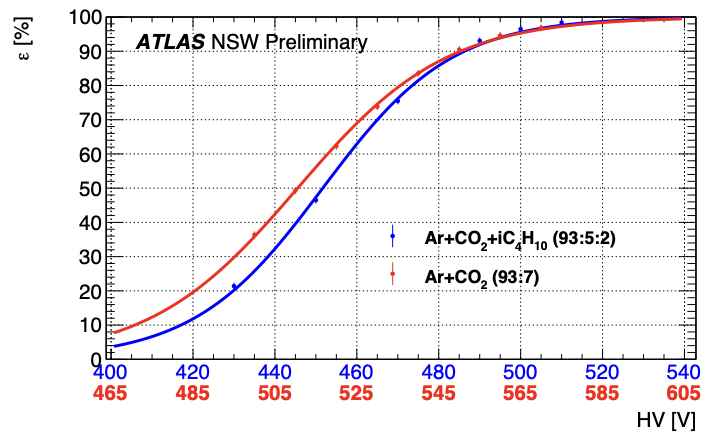 ε [%]
ATLAS NSW Preliminary
100
90
80
70
60
50
40
30
20
10
0
Ar+CO₂+iC₄H₁₀ (93:5:2)
Ar+CO₂ (93:7)
400 420 440 460 480 500 520 540
465 485 505 525 545 565 585 605
HV [V]